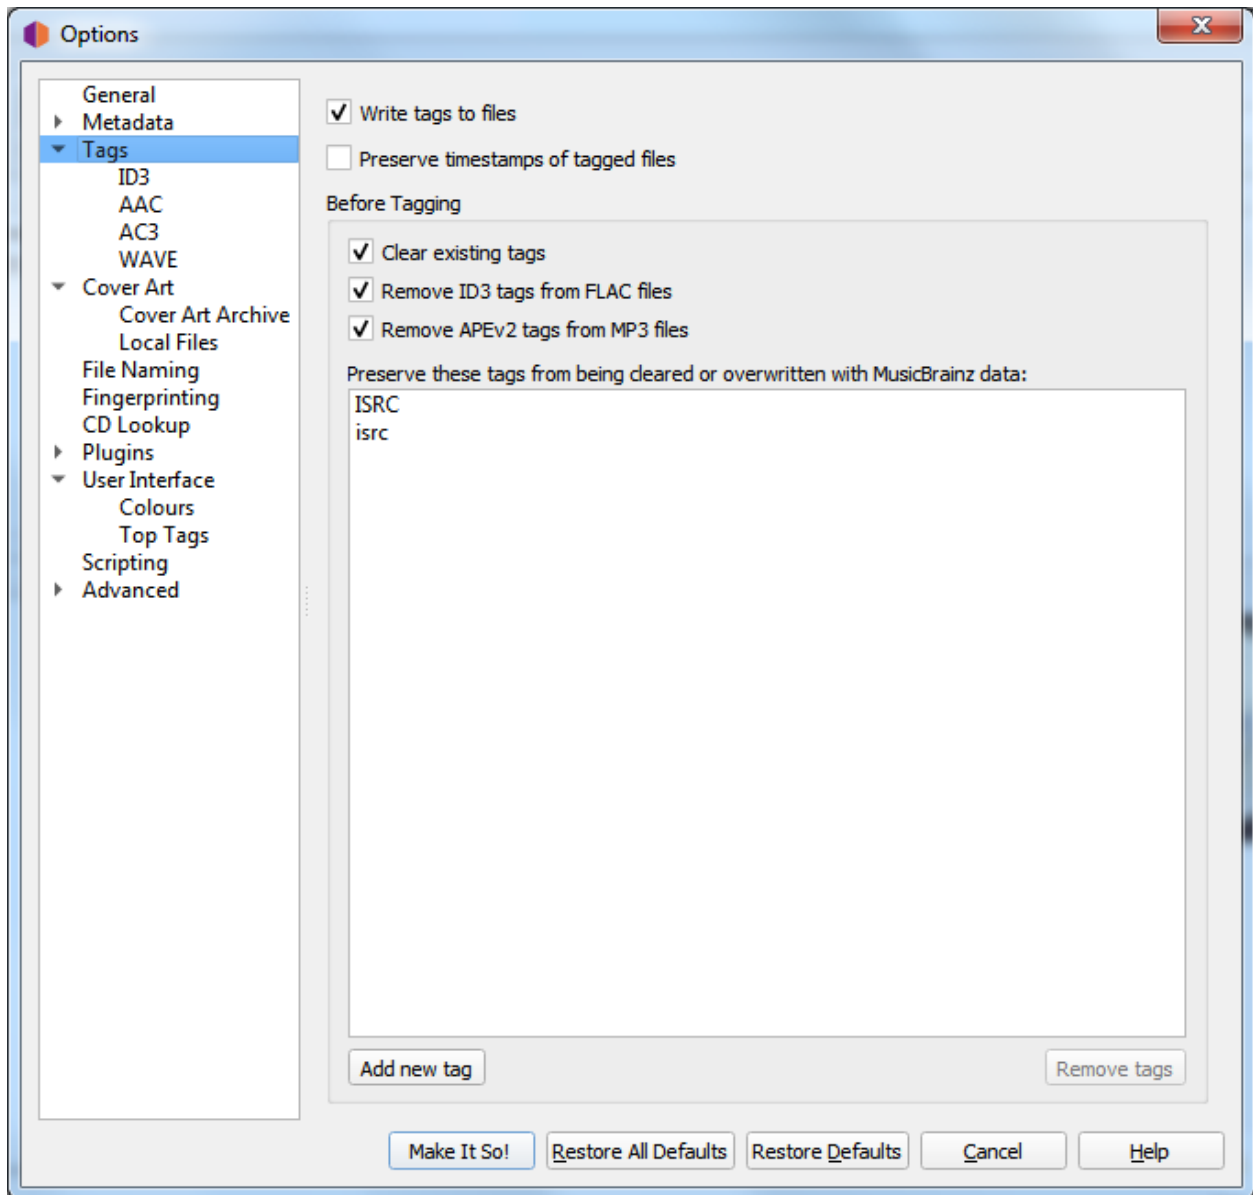 Options
General
Metadata
Tags
ID3
AAC
AC3
WAVE
Cover Art
Cover Art Archive
Local Files
File Naming
Fingerprinting
CD Lookup
Plugins
User Interface
Colours
Top Tags
Scripting
Advanced
Write tags to files
Preserve timestamps of tagged files
Before Tagging
Clear existing tags
Remove ID3 tags from FLAC files
Remove APEv2 tags from MP3 files
Preserve these tags from being cleared or overwritten with MusicBrainz data:
ISRC
isrc
Add new tag
Remove tags
Make It So!
Restore All Defaults
Restore Defaults
Cancel
Help